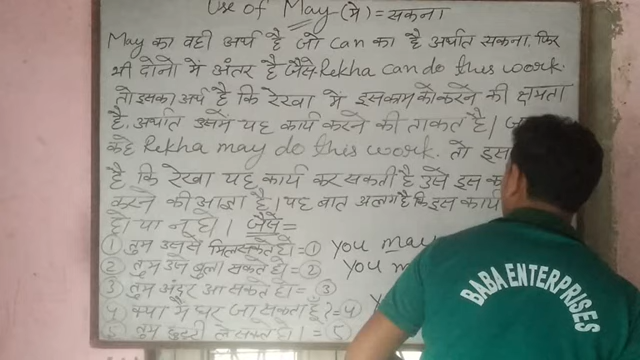 Use of May-(मे)=सकना
May का वही अर्थ है जो can का है अर्थात सकना. फिर
भी दोनो में अंतर है जैसे-Rekha can do this work.
तो इसका अर्थ है कि रेखा में इसकाम को करने की क्षमता
है, अर्थात उसमें यह कार्य करने की ताकत है।
कहे Rekha may do this work. तो इस
है कि रेखा यह कार्य कर सकती है उसे इस
करने की आज्ञा है। यह बात अलग है कि इस कार्य
हो या न हो। जैसे=
① तुम उससे मिल सकते हो=① You may
② तुम उसे बुला सकते हो=② You m
③ तुम अंदर आ सकते हो= ③
④ क्या मैं घर जा सकता हूँ?=④ Y
⑤ तुम छुट्टी ले सकते हो।=⑤
BABA ENTERPRISES